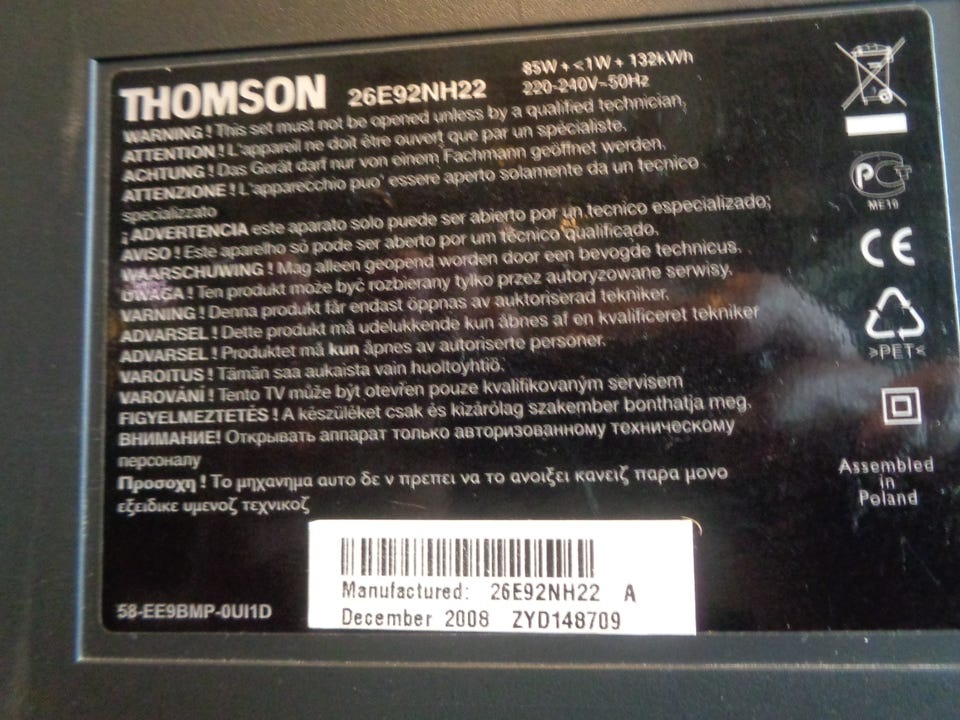 THOMSON 26E92NH22
85W + <1W + 132kWh
220-240V~50Hz
WARNING ! This set must not be opened unless by a qualified technician,
ATTENTION ! L'appareil ne doit être ouvert que par un spécialiste.
ACHTUNG ! Das Gerät darf nur von einem Fachmann geöffnet werden.
ATTENZIONE ! L'apparecchio puo' essere aperto solamente da un tecnico
specializzato
¡ ADVERTENCIA este aparato solo puede ser abierto por un tecnico especializado;
AVISO ! Este aparelho só pode ser aberto por um técnico qualificado.
WAARSCHUWING ! Mag alleen geopend worden door een bevogde technicus.
UWAGA ! Ten produkt może być rozbierany tylko przez autoryzowane serwisy.
VARNING ! Denna produkt får endast öppnas av auktoriserad tekniker.
ADVARSEL ! Dette produkt må udelukkende kun åbnes af en kvalificeret tekniker
ADVARSEL ! Produktet må kun åpnes av autoriserte personer.
VAROITUS ! Tämän saa aukaista vain huoltoyhtiö.
VAROVÁNÍ ! Tento TV může být otevřen pouze kvalifikovaným servisem
FIGYELMEZTETÉS ! A készüléket csak és kizárólag szakember bonthatja meg.
ВНИМАНИЕ! Открывать аппарат только авторизованному техническому
персоналу
Προσοχη ! Το μηχανημα αυτο δε ν πρεπει να το ανοιξει κανειζ παρα μονο
εξειδικε υμενοζ τεχνικοζ
PG
ME10
CE
>PET<
Assembled
in
Poland
Manufactured: 26E92NH22 A
December 2008 ZYD148709
58-EE9BMP-0UI1D